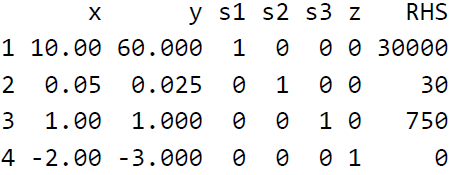 x y s1 s2 s3 z RHS
1 10.00 60.000 1 0 0 0 30000
2 0.05 0.025 0 1 0 0 30
3 1.00 1.000 0 0 1 0 750
4 -2.00 -3.000 0 0 0 1 0